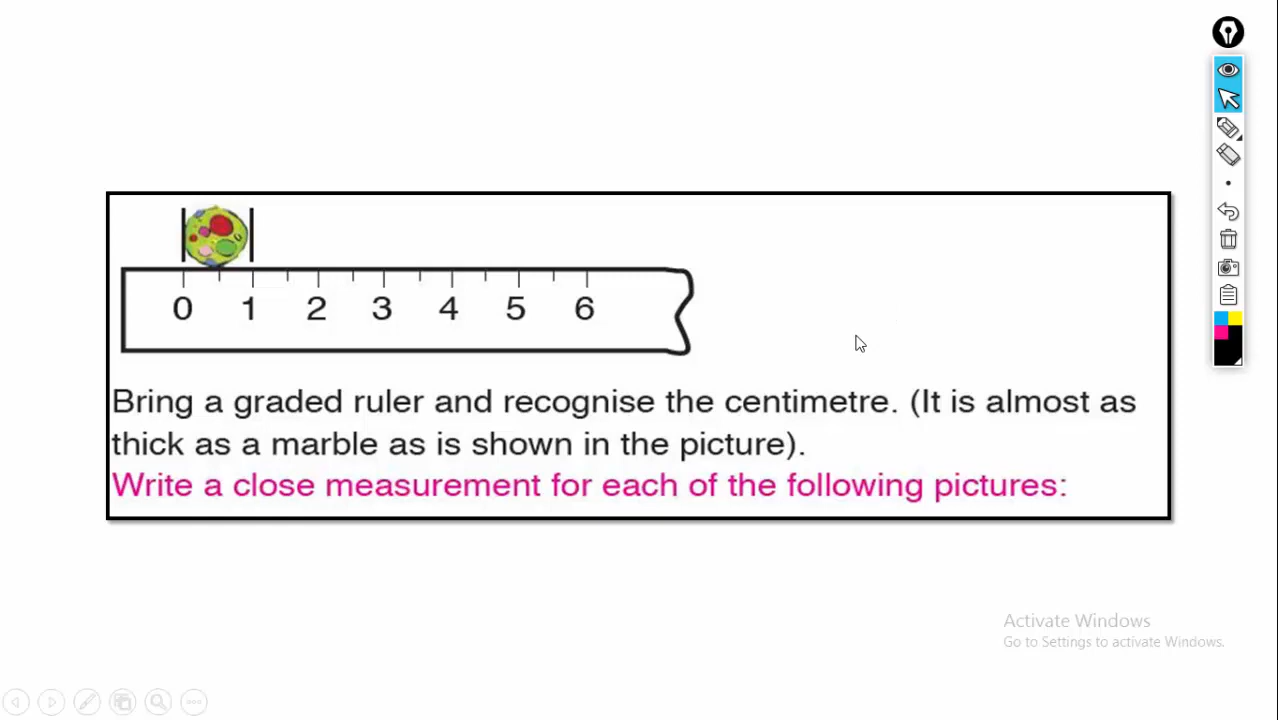 0 1 2 3 4 5 6
Bring a graded ruler and recognise the centimetre. (It is almost as
thick as a marble as is shown in the picture).
Write a close measurement for each of the following pictures:
Activate Windows
Go to Settings to activate Windows.